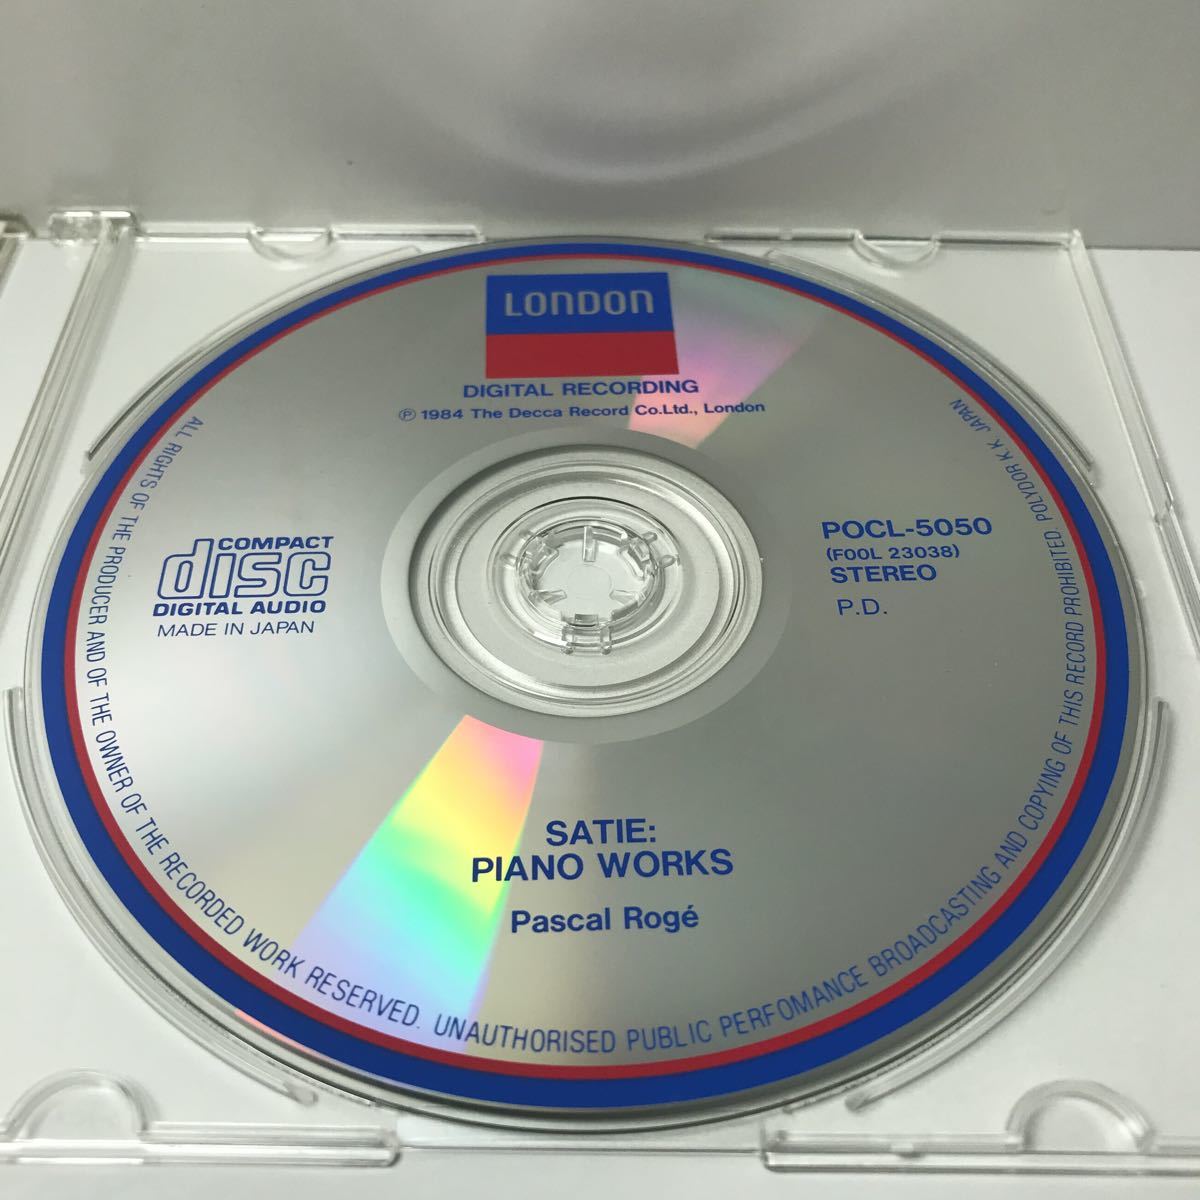 LONDON
DIGITAL RECORDING
℗ 1984 The Decca Record Co.Ltd., London
COMPACT
disc
DIGITAL AUDIO
MADE IN JAPAN
POCL-5050
(F00L 23038)
STEREO
P.D.
SATIE:
PIANO WORKS
Pascal Rogé
ALL RIGHTS OF THE PRODUCER AND OF THE OWNER OF THE RECORDED WORK RESERVED. UNAUTHORISED PUBLIC PERFOMANCE BROADCASTING AND COPYING OF THIS RECORD PROHIBITED. POLYDOR K.K. JAPAN